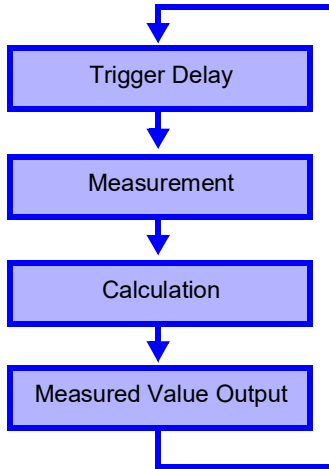 Trigger Delay
Measurement
Calculation
Measured Value Output